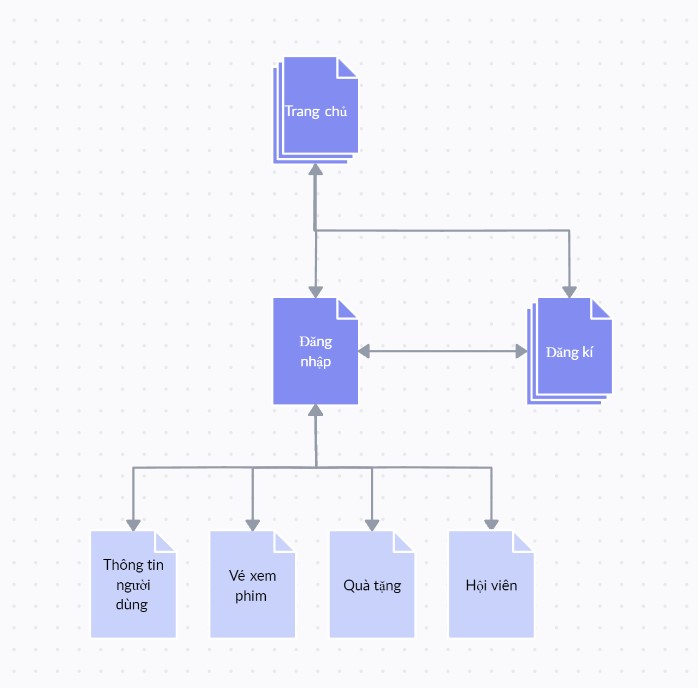 Trang chủ
Đăng
nhập
Đăng kí
Thông tin
người
dùng
Vé xem
phim
Quà tặng
Hội viên